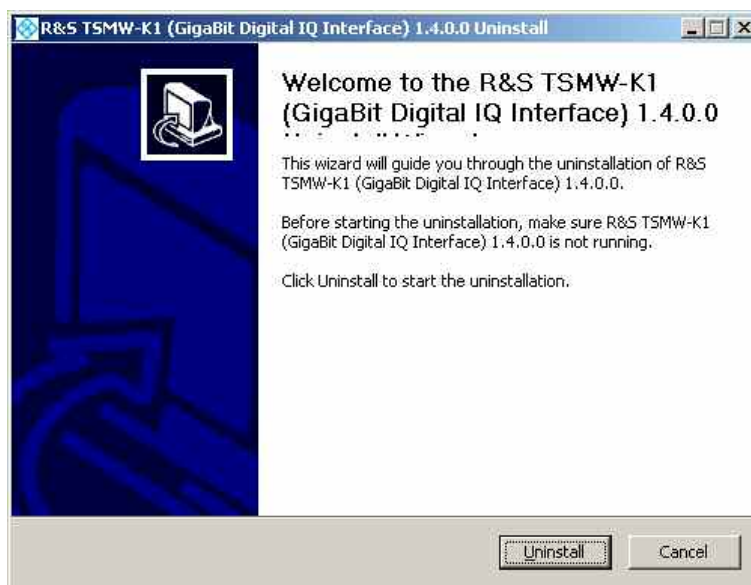 R&S TSMW-K1 (GigaBit Digital IQ Interface) 1.4.0.0 Uninstall
Welcome to the R&S TSMW-K1
(GigaBit Digital IQ Interface) 1.4.0.0
This wizard will guide you through the uninstallation of R&S
TSMW-K1 (GigaBit Digital IQ Interface) 1.4.0.0.
Before starting the uninstallation, make sure R&S TSMW-K1
(GigaBit Digital IQ Interface) 1.4.0.0 is not running.
Click Uninstall to start the uninstallation.
Uninstall
Cancel